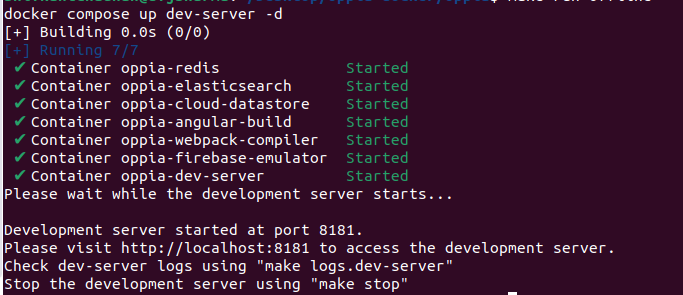 docker compose up dev-server -d
[+] Building 0.0s (0/0)
[+] Running 7/7
✔ Container oppia-redis Started
✔ Container oppia-elasticsearch Started
✔ Container oppia-cloud-datastore Started
✔ Container oppia-angular-build Started
✔ Container oppia-webpack-compiler Started
✔ Container oppia-firebase-emulator Started
✔ Container oppia-dev-server Started
Please wait while the development server starts...
Development server started at port 8181.
Please visit http://localhost:8181 to access the development server.
Check dev-server logs using "make logs.dev-server"
Stop the development server using "make stop"